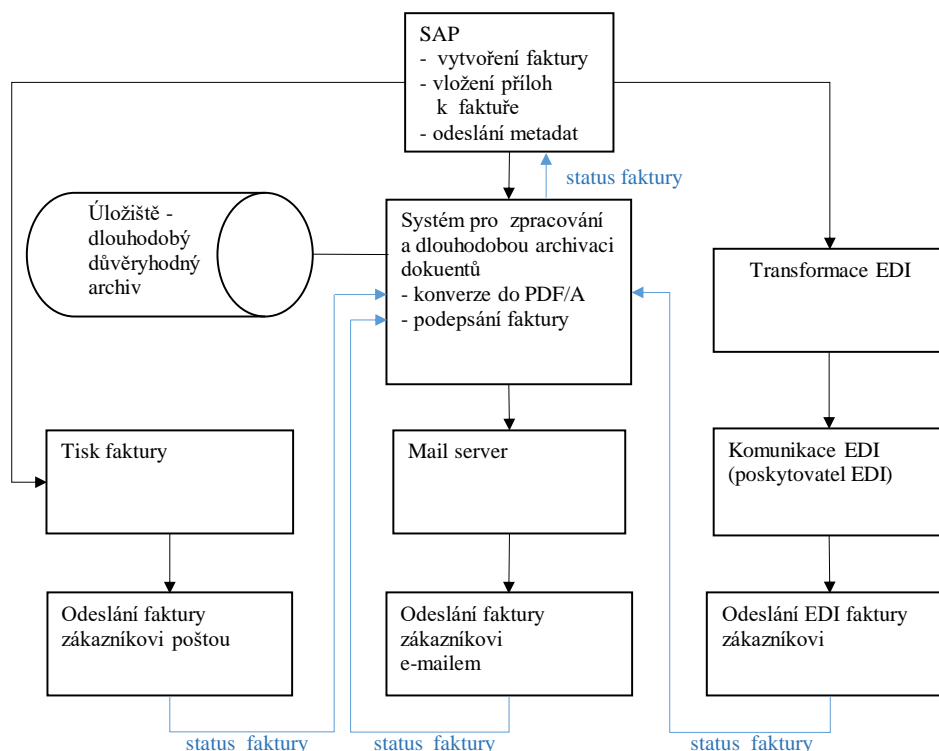 SAP
- vytvoření faktury
- vložení příloh
k faktuře
- odeslání metadat
status faktury
Úložiště -
dlouhodobý
důvěryhodný
archiv
Systém pro zpracování
a dlouhodobou archivaci
dokuentů
- konverze do PDF/A
- podepsání faktury
Transformace EDI
Tisk faktury
Mail server
Komunikace EDI
(poskytovatel EDI)
Odeslání faktury
zákazníkovi poštou
Odeslání faktury
zákazníkovi
e-mailem
Odeslání EDI faktury
zákazníkovi
status faktury
status faktury
status faktury